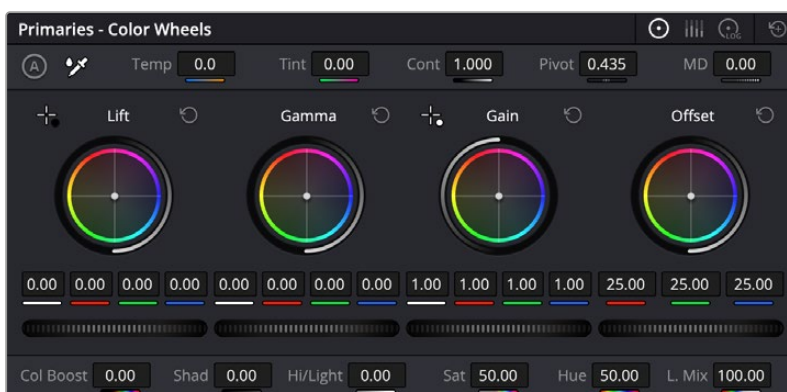 Primaries - Color Wheels LOG
A Temp 0.0 Tint 0.00 Cont 1.000 Pivot 0.435 MD 0.00
Lift Gamma Gain Offset
0.00 0.00 0.00 0.00 0.00 0.00 0.00 0.00 1.00 1.00 1.00 1.00 25.00 25.00 25.00
Col Boost 0.00 Shad 0.00 Hi/Light 0.00 Sat 50.00 Hue 50.00 L. Mix 100.00